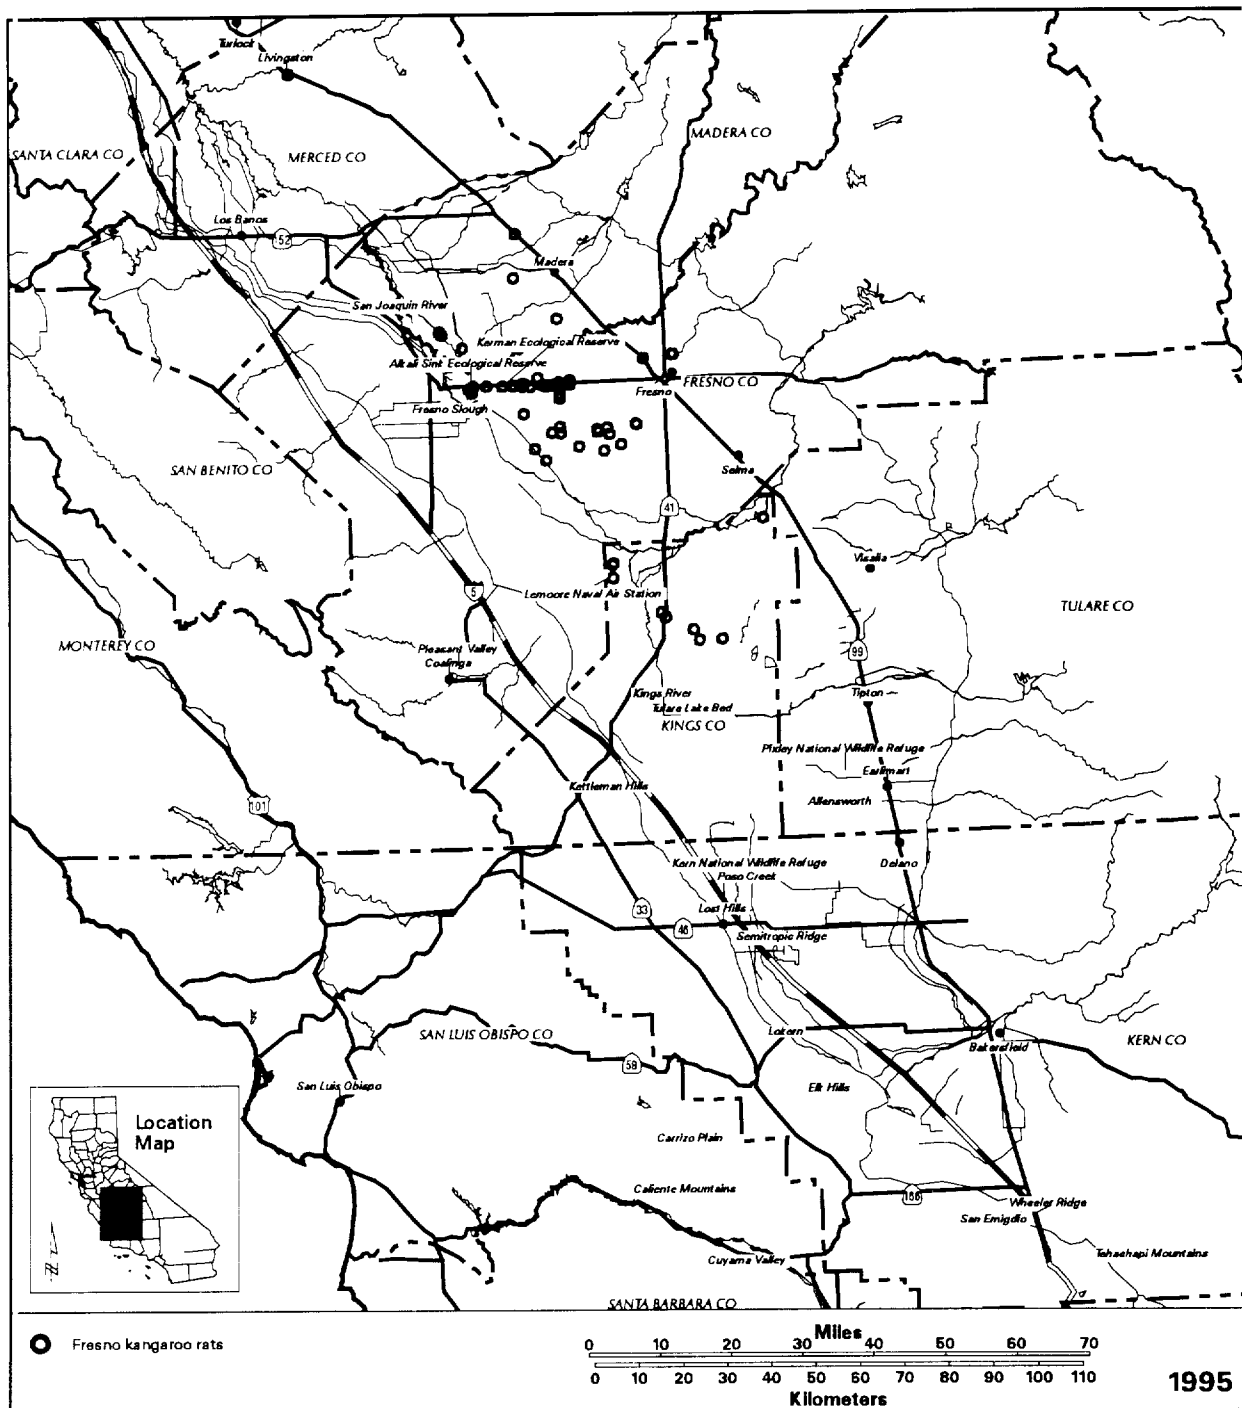 Turlock
Livingston
MADERA CO
SANTA CLARA CO
MERCED CO
Los Banos
152
Madera
San Joaquin River
Kerman Ecological Reserve
Alkali Sink Ecological Reserve
FRESNO CO
Fresno
Fresno Slough
SAN BENITO CO
Selma
41
Visalia
5
Lemoore Naval Air Station
TULARE CO
MONTEREY CO
Pleasant Valley
Coalinga
99
Kings River
Tipton
Tulare Lake Bed
KINGS CO
Pixley National Wildlife Refuge
Earlimart
Kettleman Hills
Allensworth
101
Kern National Wildlife Refuge
Poso Creek
Delano
Lost Hills
33
46
Semitropic Ridge
SAN LUIS OBISPO CO
Lokern
Bakersfield
KERN CO
58
San Luis Obispo
Elk Hills
Location
Map
Carrizo Plain
Caliente Mountains
166
Wheeler Ridge
San Emigdio
Cuyama Valley
Tehachapi Mountains
SANTA BARBARA CO
Fresno kangaroo rats
Miles
0 10 20 30 40 50 60 70
0 10 20 30 40 50 60 70 80 90 100 110
Kilometers
1995